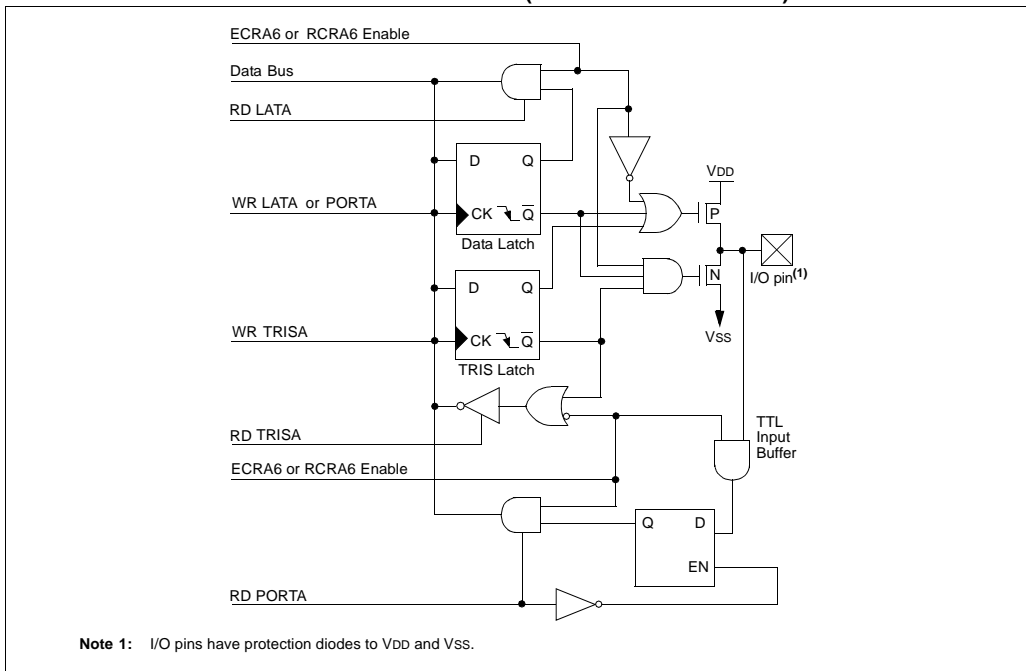 ECRA6 or RCRA6 Enable
Data Bus
RD LATA
D Q
VDD
WR LATA or PORTA
CK Q
P
Data Latch
D Q
N
I/O pin(1)
WR TRISA
CK Q
VSS
TRIS Latch
TTL
Input
Buffer
RD TRISA
ECRA6 or RCRA6 Enable
Q D
EN
RD PORTA
Note 1: I/O pins have protection diodes to VDD and VSS.